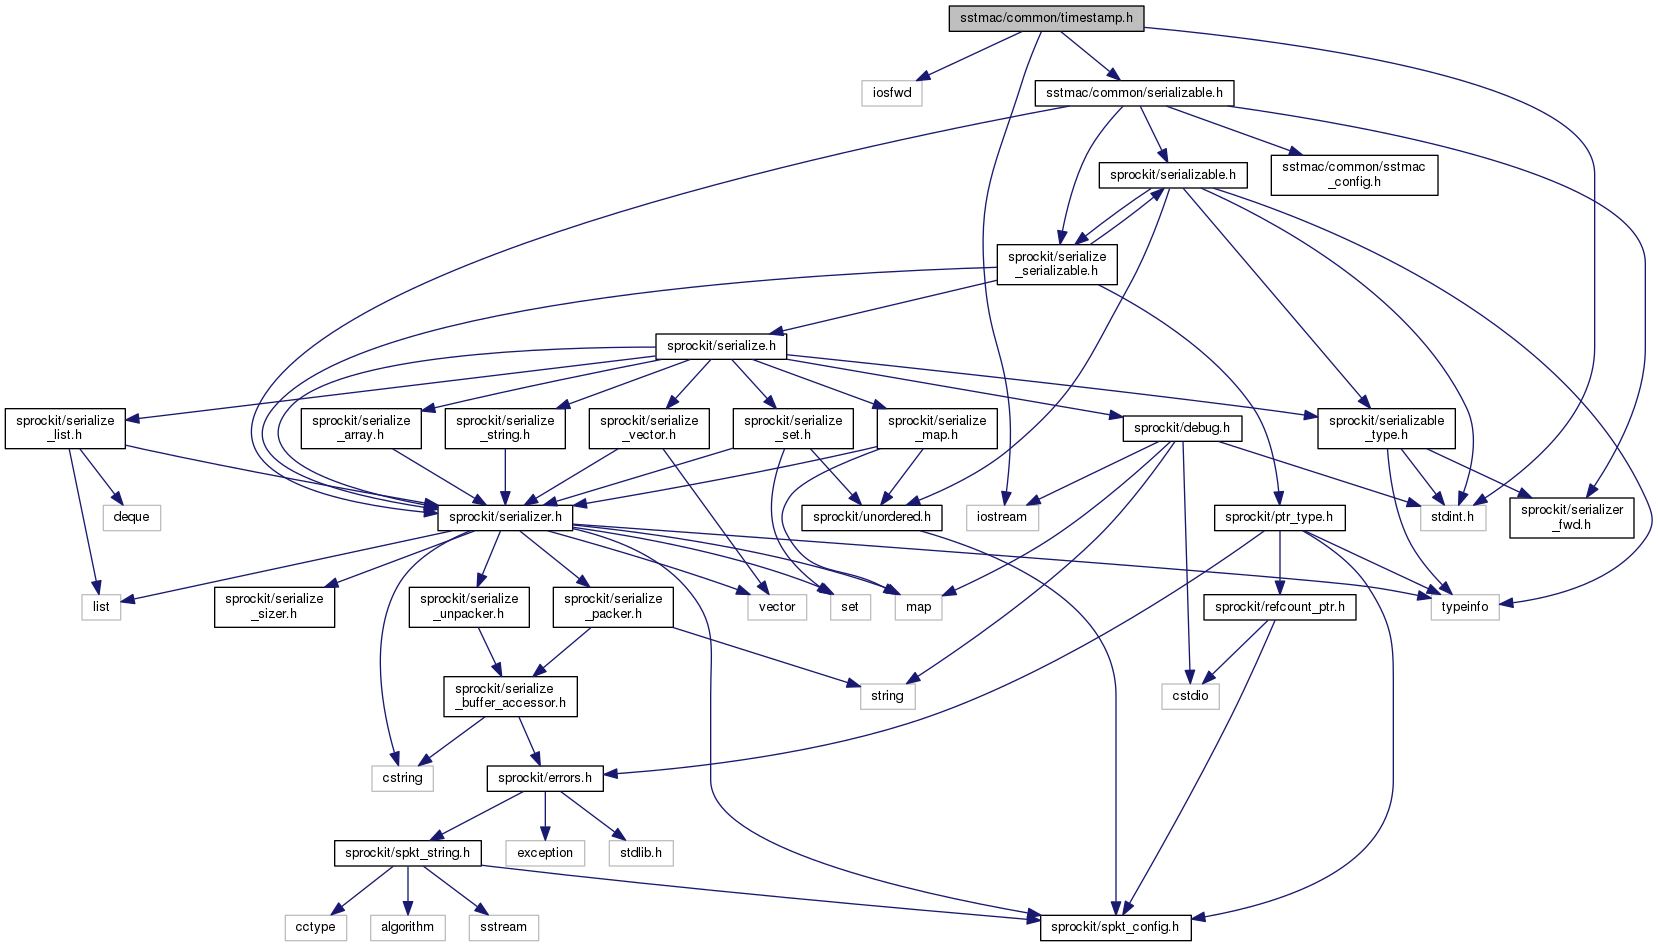 sstmac/common/timestamp.h
iosfwd
sstmac/common/serializable.h
sprockit/serializable.h
sstmac/common/sstmac
_config.h
sprockit/serialize
_serializable.h
sprockit/serialize.h
sprockit/serialize
_list.h
sprockit/serialize
_array.h
sprockit/serialize
_string.h
sprockit/serialize
_vector.h
sprockit/serialize
_set.h
sprockit/serialize
_map.h
sprockit/debug.h
sprockit/serializable
_type.h
deque
sprockit/serializer.h
sprockit/unordered.h
iostream
sprockit/ptr_type.h
stdint.h
sprockit/serializer
_fwd.h
list
sprockit/serialize
_sizer.h
sprockit/serialize
_unpacker.h
sprockit/serialize
_packer.h
vector
set
map
sprockit/refcount_ptr.h
typeinfo
sprockit/serialize
_buffer_accessor.h
string
cstdio
cstring
sprockit/errors.h
sprockit/spkt_string.h
exception
stdlib.h
cctype
algorithm
sstream
sprockit/spkt_config.h